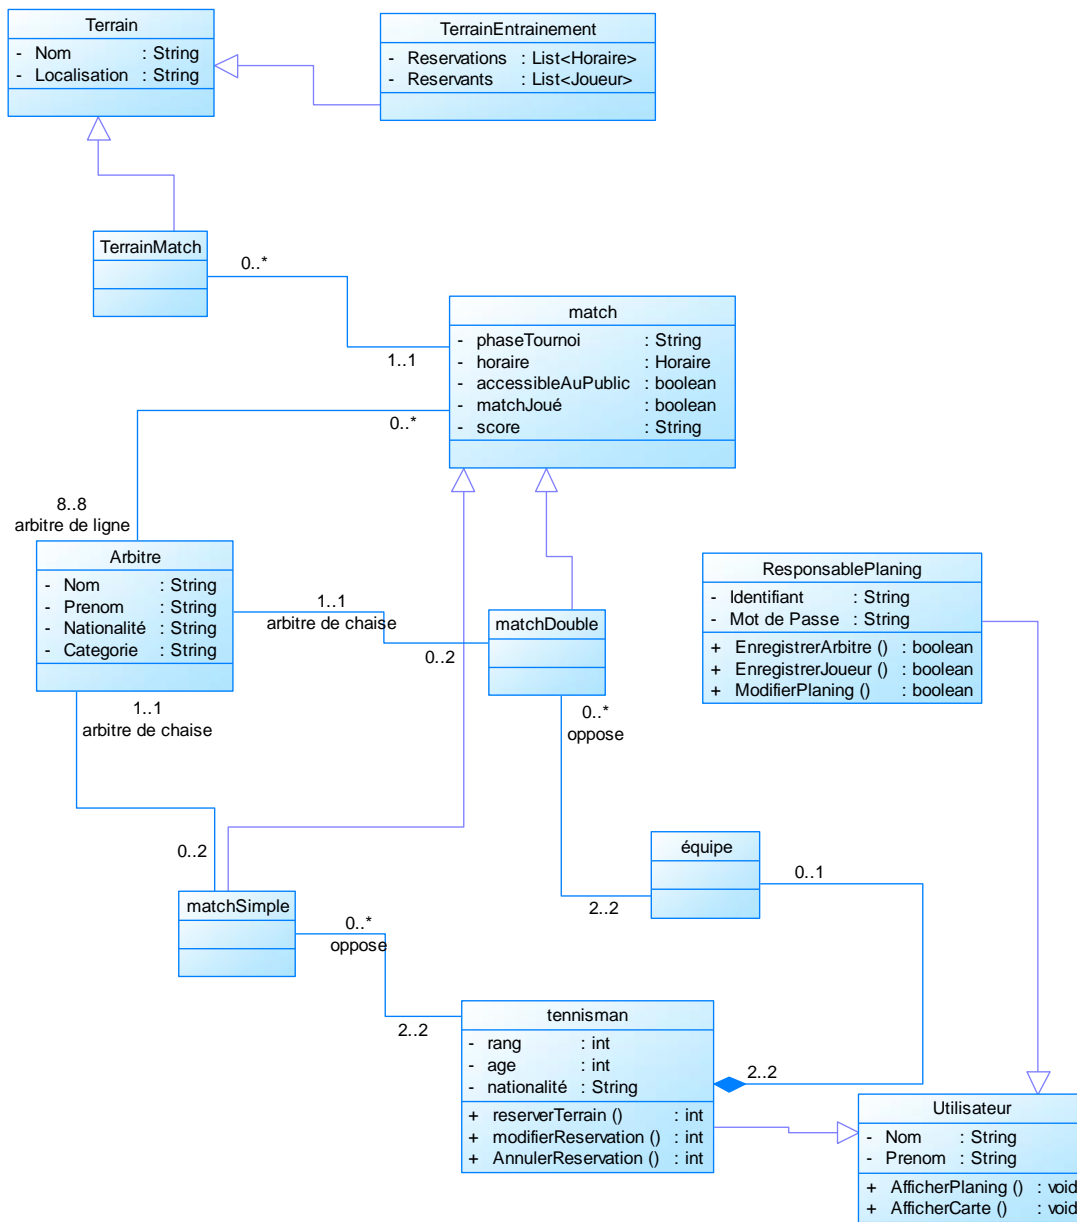 Terrain
- Nom : String
- Localisation : String
TerrainEntrainement
- Reservations : List<Horaire>
- Reservants : List<Joueur>
TerrainMatch
0..*
1..1
match
- phaseTournoi : String
- horaire : Horaire
- accessibleAuPublic : boolean
- matchJoué : boolean
- score : String
0..*
8..8
arbitre de ligne
Arbitre
- Nom : String
- Prenom : String
- Nationalité : String
- Categorie : String
1..1
arbitre de chaise
0..2
matchDouble
ResponsablePlaning
- Identifiant : String
- Mot de Passe : String
+ EnregistrerArbitre () : boolean
+ EnregistrerJoueur () : boolean
+ ModifierPlaning () : boolean
1..1
arbitre de chaise
0..*
oppose
0..2
équipe
0..1
2..2
matchSimple
0..*
oppose
2..2
tennisman
- rang : int
- age : int
- nationalité : String
+ reserverTerrain () : int
+ modifierReservation () : int
+ AnnulerReservation () : int
2..2
Utilisateur
- Nom : String
- Prenom : String
+ AfficherPlaning () : void
+ AfficherCarte () : void